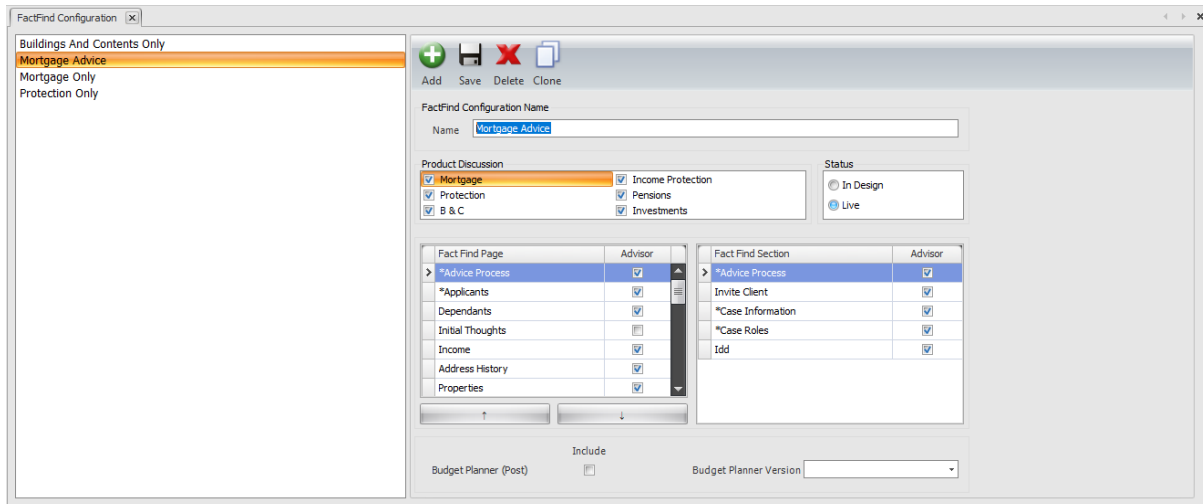 FactFind Configuration
Buildings And Contents Only
Mortgage Advice
Mortgage Only
Protection Only
Add Save Delete Clone
FactFind Configuration Name
Name Mortgage Advice
Product Discussion Status
Mortgage Income Protection
In Design
Protection Pensions
Live
B & C Investments
Fact Find Page Advisor Fact Find Section Advisor
*Advice Process *Advice Process
*Applicants Invite Client
Dependants *Case Information
Initial Thoughts *Case Roles
Income Idd
Address History
Properties
↑ ↓
Include
Budget Planner (Post) Budget Planner Version